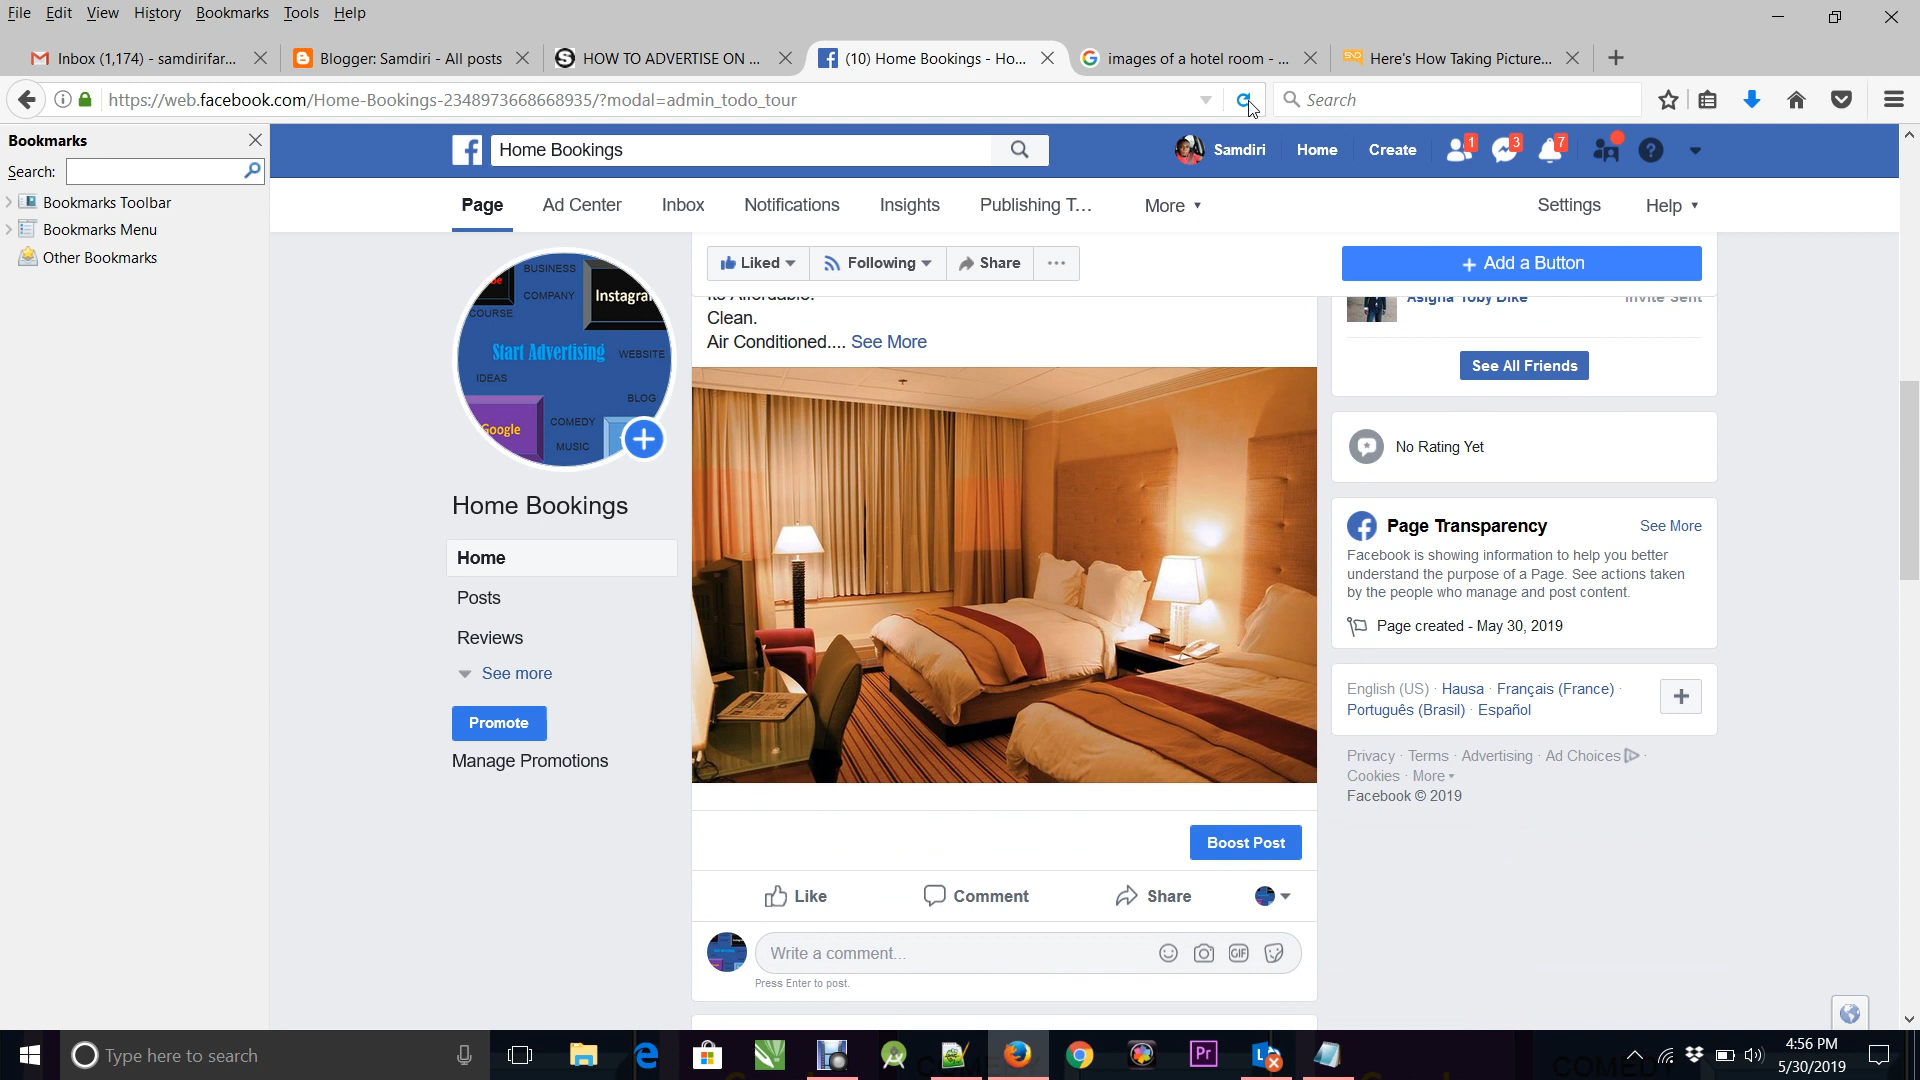 File Edit View History Bookmarks Tools Help
Inbox (1,174) - samdirifar...
Blogger: Samdiri - All posts
HOW TO ADVERTISE ON ...
(10) Home Bookings - Ho...
images of a hotel room - ...
Here's How Taking Picture...
https://web.facebook.com/Home-Bookings-2348973668668935/?modal=admin_todo_tour
Search
Bookmarks
Search:
Bookmarks Toolbar
Bookmarks Menu
Other Bookmarks
Home Bookings
Samdiri
Home
Create
1
3
7
Page
Ad Center
Inbox
Notifications
Insights
Publishing T...
More
Settings
Help
BUSINESS
COMPANY
COURSE
Start Advertising
WEBSITE
IDEAS
BLOG
Google
COMEDY
MUSIC
Home Bookings
Home
Posts
Reviews
See more
Promote
Manage Promotions
Liked
Following
Share
Add a Button
Clean.
Air Conditioned.... See More
Boost Post
Like
Comment
Share
Write a comment...
GIF
Press Enter to post.
See All Friends
No Rating Yet
Page Transparency
See More
Facebook is showing information to help you better
understand the purpose of a Page. See actions taken
by the people who manage and post content.
Page created - May 30, 2019
English (US) · Hausa · Français (France) ·
Português (Brasil) · Español
Privacy · Terms · Advertising · Ad Choices ·
Cookies · More
Facebook © 2019
Type here to search
Pr
4:56 PM
5/30/2019